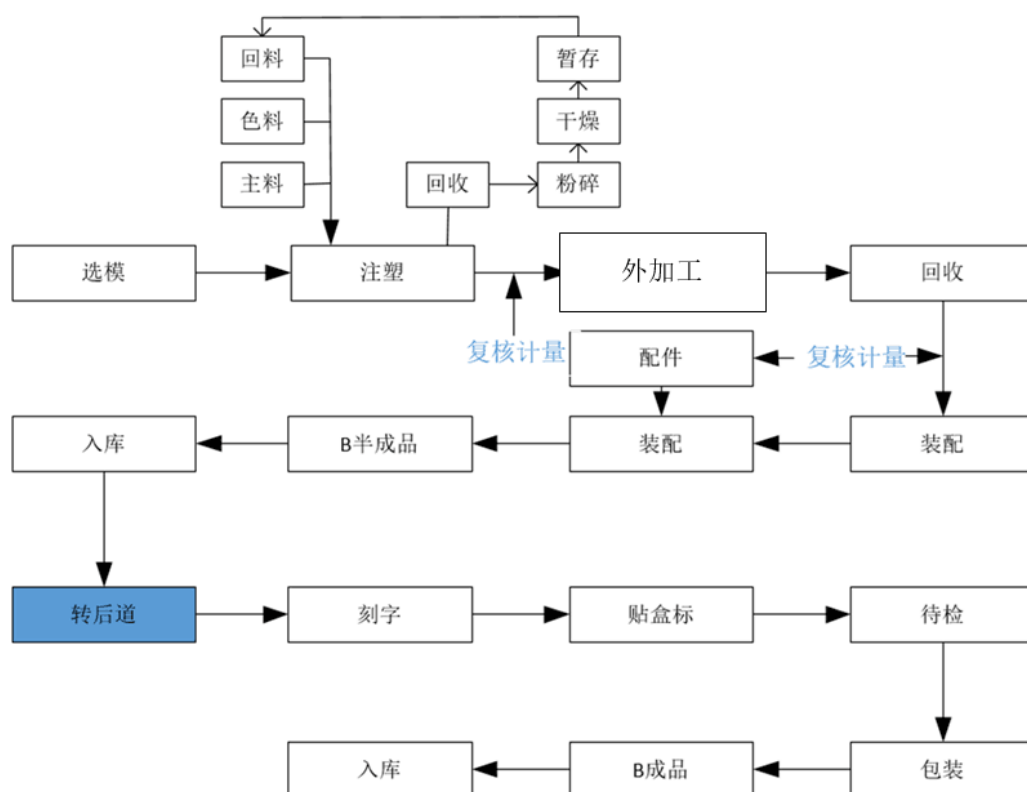 回料
暂存
色料
干燥
主料
回收
粉碎
选模
注塑
外加工
回收
复核计量
配件
复核计量
入库
B半成品
装配
装配
转后道
刻字
贴盒标
待检
入库
B成品
包装